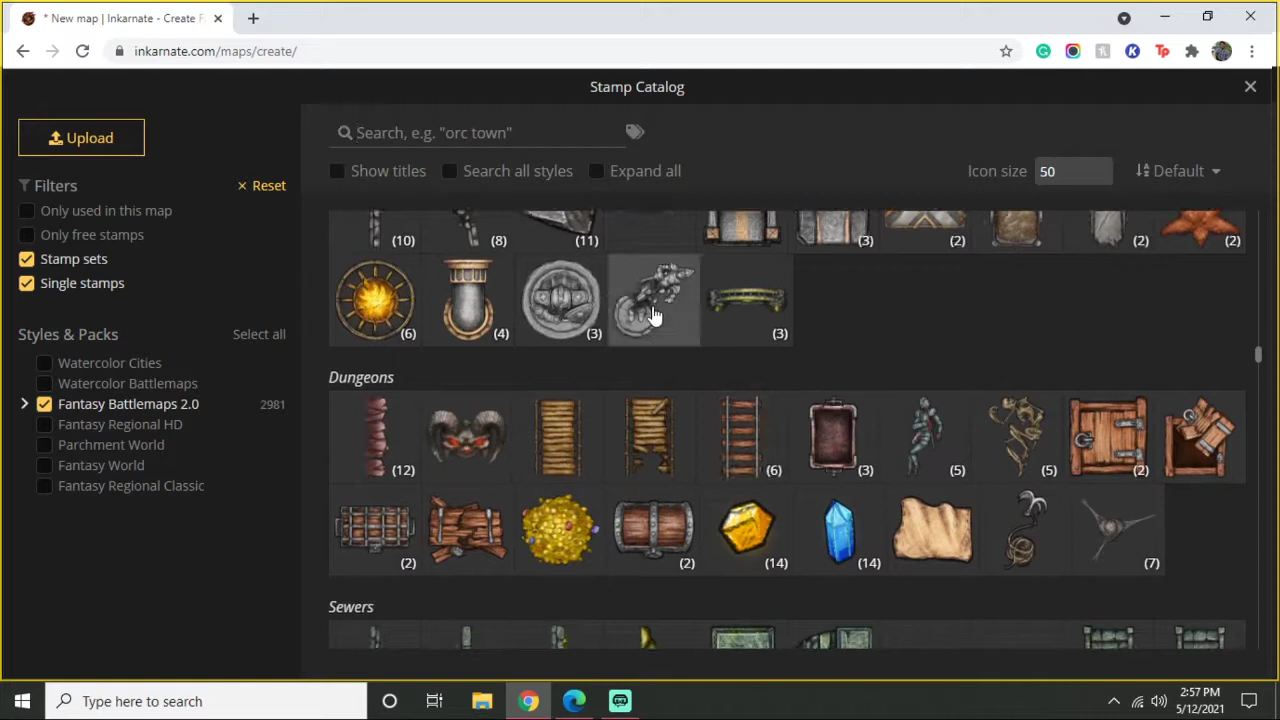 * New map | Inkarnate - Create F
inkarnate.com/maps/create/
Stamp Catalog
Upload
Search, e.g. "orc town"
Filters
Reset
Show titles
Search all styles
Expand all
Icon size
50
Default
Only used in this map
Only free stamps
Stamp sets
Single stamps
(10)
(8)
(11)
(3)
(2)
(2)
(2)
(6)
(4)
(3)
(3)
Styles & Packs
Select all
Watercolor Cities
Watercolor Battlemaps
Fantasy Battlemaps 2.0
2981
Fantasy Regional HD
Parchment World
Fantasy World
Fantasy Regional Classic
Dungeons
(12)
(6)
(3)
(5)
(5)
(2)
(2)
(2)
(14)
(14)
(7)
Sewers
Type here to search
2:57 PM
5/12/2021